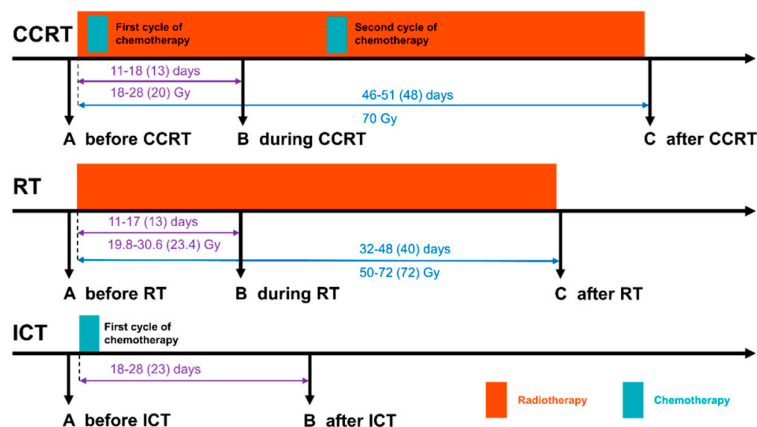 CCRT
First cycle of
chemotherapy
Second cycle of
chemotherapy
11-18 (13) days
18-28 (20) Gy
46-51 (48) days
70 Gy
A before CCRT
B during CCRT
C after CCRT
RT
11-17 (13) days
19.8-30.6 (23.4) Gy
32-48 (40) days
50-72 (72) Gy
A before RT
B during RT
C after RT
ICT
First cycle of
chemotherapy
18-28 (23) days
A before ICT
B after ICT
Radiotherapy
Chemotherapy